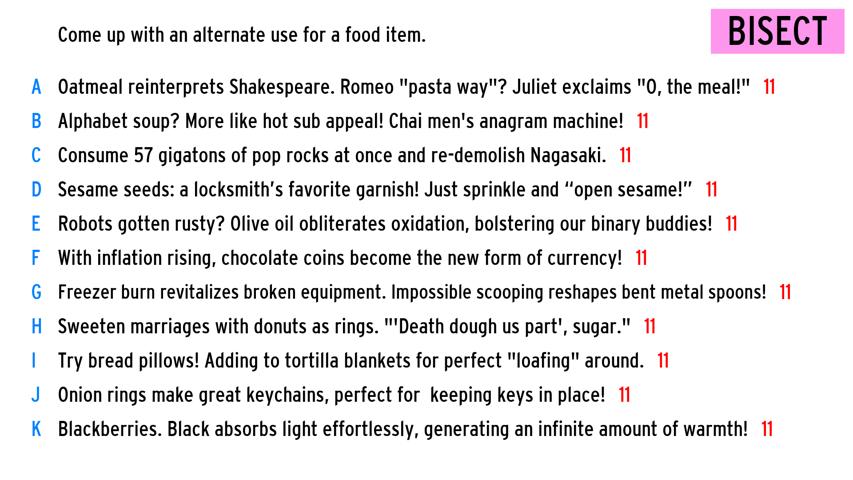 Come up with an alternate use for a food item.
BISECT
A Oatmeal reinterprets Shakespeare. Romeo "pasta way"? Juliet exclaims "O, the meal!" 11
B Alphabet soup? More like hot sub appeal! Chai men's anagram machine! 11
C Consume 57 gigatons of pop rocks at once and re-demolish Nagasaki. 11
D Sesame seeds: a locksmith’s favorite garnish! Just sprinkle and “open sesame!” 11
E Robots gotten rusty? Olive oil obliterates oxidation, bolstering our binary buddies! 11
F With inflation rising, chocolate coins become the new form of currency! 11
G Freezer burn revitalizes broken equipment. Impossible scooping reshapes bent metal spoons! 11
H Sweeten marriages with donuts as rings. "'Death dough us part', sugar." 11
I Try bread pillows! Adding to tortilla blankets for perfect "loafing" around. 11
J Onion rings make great keychains, perfect for  keeping keys in place! 11
K Blackberries. Black absorbs light effortlessly, generating an infinite amount of warmth! 11